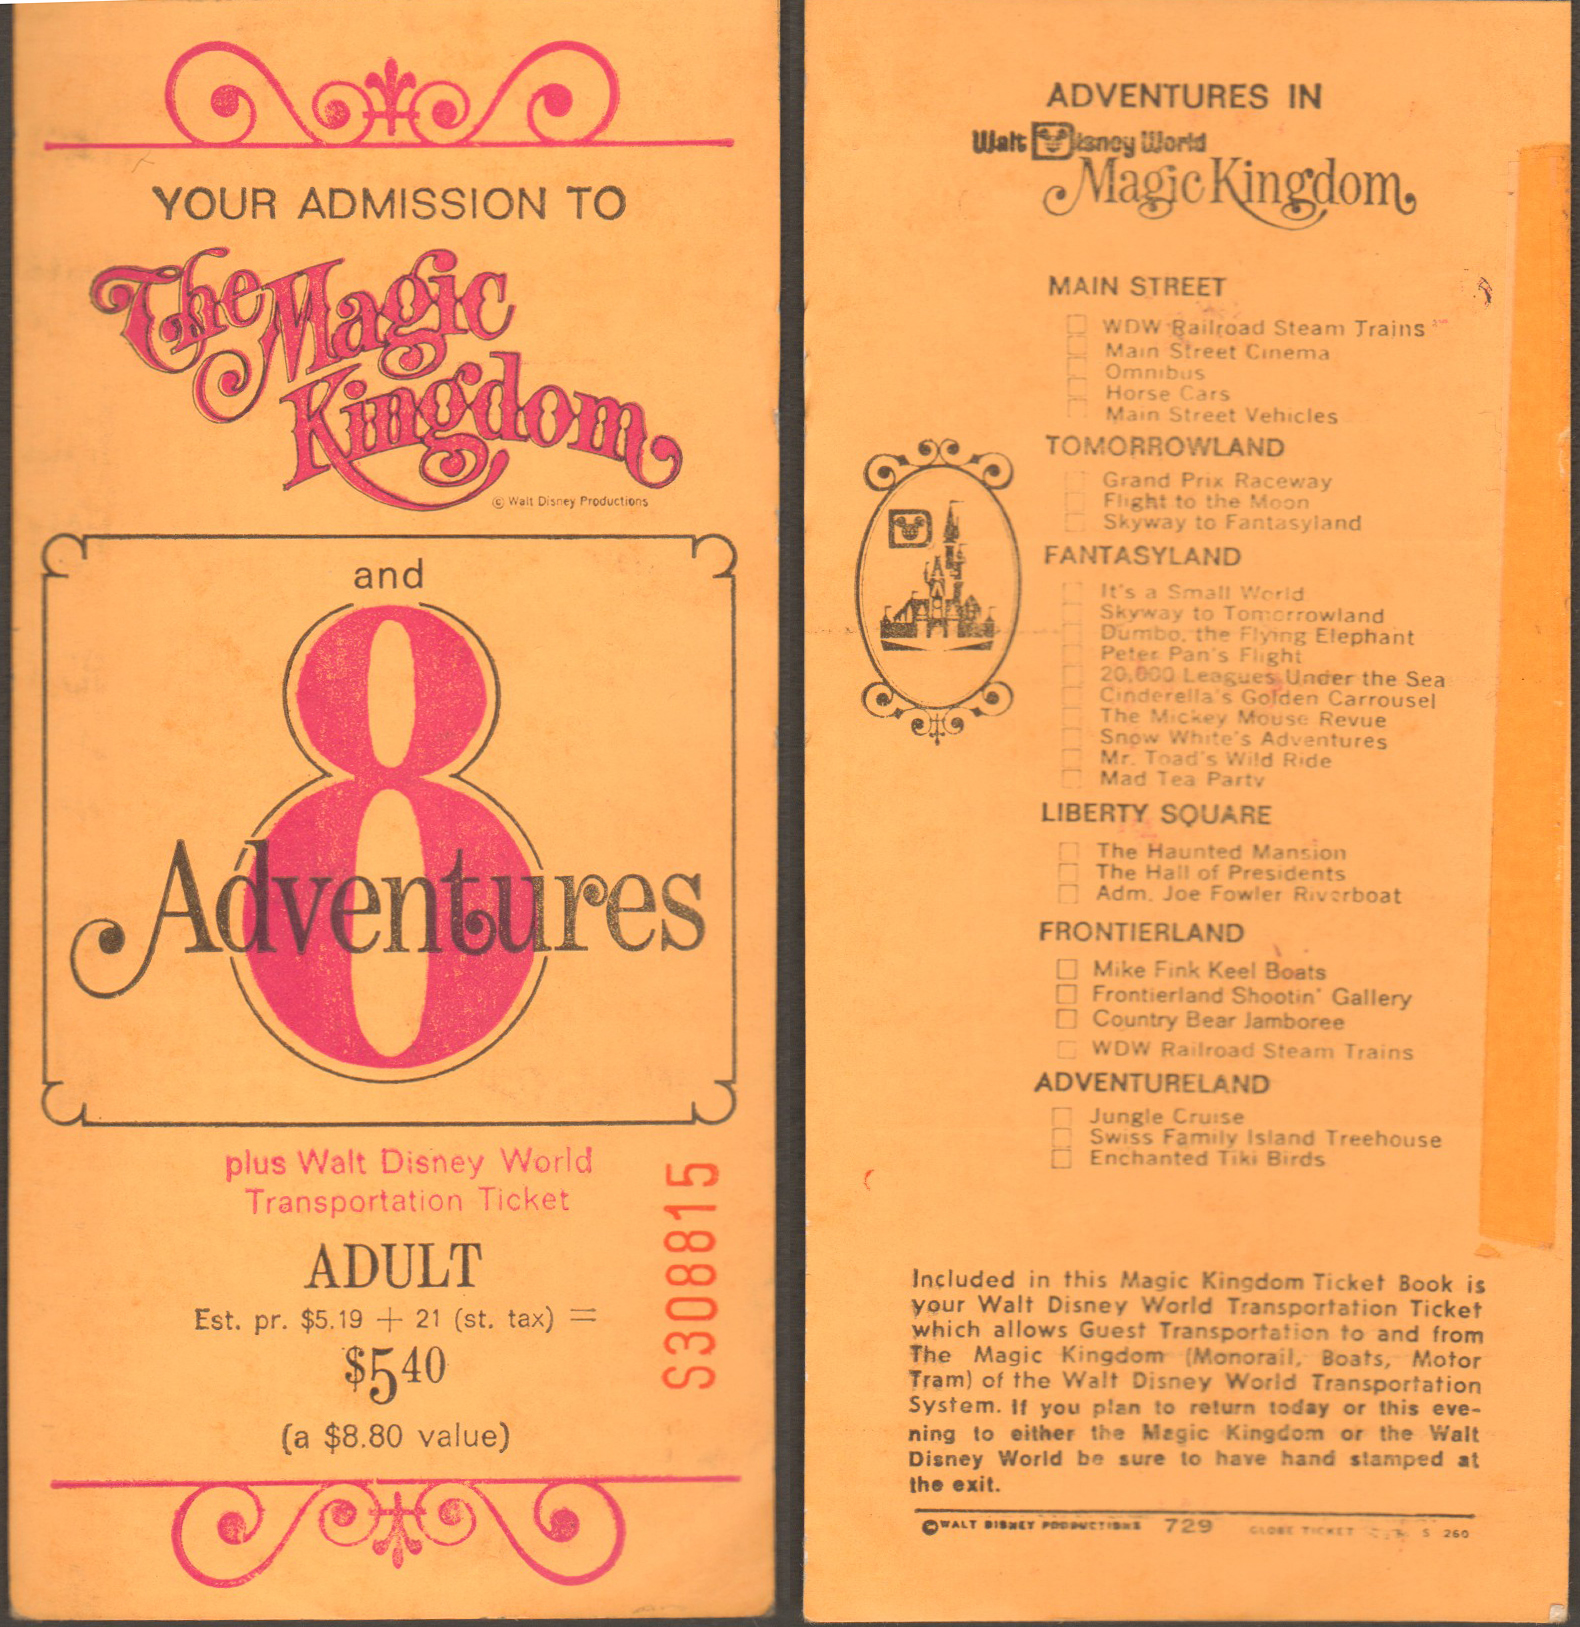 YOUR ADMISSION TO
The Magic
Kingdom
© Walt Disney Productions
and
8
Adventures
plus Walt Disney World
Transportation Ticket
ADULT
Est. pr. $5.19 + 21 (st. tax) =
$5.40
(a $8.80 value)
S308815
ADVENTURES IN
Walt Disney World
Magic Kingdom
MAIN STREET
WDW Railroad Steam Trains
Main Street Cinema
Omnibus
Horse Cars
Main Street Vehicles
TOMORROWLAND
Grand Prix Raceway
Flight to the Moon
Skyway to Fantasyland
FANTASYLAND
It's a Small World
Skyway to Tomorrowland
Dumbo, the Flying Elephant
Peter Pan's Flight
20,000 Leagues Under the Sea
Cinderella's Golden Carrousel
The Mickey Mouse Revue
Snow White's Adventures
Mr. Toad's Wild Ride
Mad Tea Party
LIBERTY SQUARE
The Haunted Mansion
The Hall of Presidents
Adm. Joe Fowler Riverboat
FRONTIERLAND
Mike Fink Keel Boats
Frontierland Shootin' Gallery
Country Bear Jamboree
WDW Railroad Steam Trains
ADVENTURELAND
Jungle Cruise
Swiss Family Island Treehouse
Enchanted Tiki Birds
D
Included in this Magic Kingdom Ticket Book is
your Walt Disney World Transportation Ticket
which allows Guest Transportation to and from
The Magic Kingdom (Monorail, Boats, Motor
Tram) of the Walt Disney World Transportation
System. If you plan to return today or this eve-
ning to either the Magic Kingdom or the Walt
Disney World be sure to have hand stamped at
the exit.
©WALT DISNEY PRODUCTIONS 729 GLOBE TICKET S 260